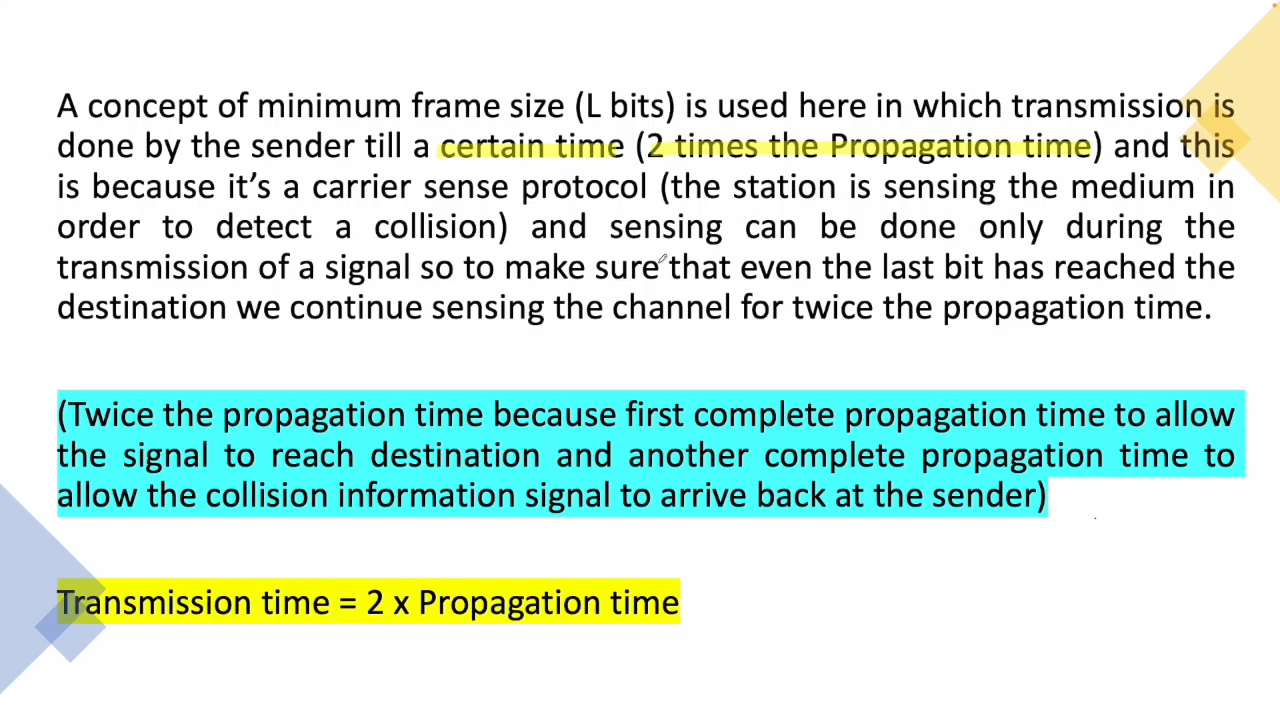 A concept of minimum frame size (L bits) is used here in which transmission is
done by the sender till a certain time (2 times the Propagation time) and this
is because it’s a carrier sense protocol (the station is sensing the medium in
order to detect a collision) and sensing can be done only during the
transmission of a signal so to make sure that even the last bit has reached the
destination we continue sensing the channel for twice the propagation time.
(Twice the propagation time because first complete propagation time to allow
the signal to reach destination and another complete propagation time to
allow the collision information signal to arrive back at the sender)
Transmission time = 2 x Propagation time